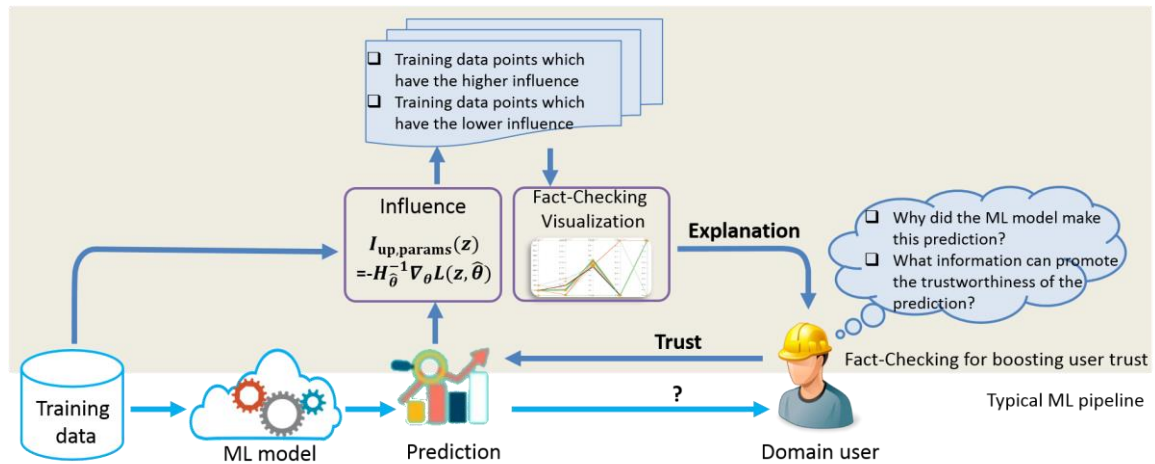 ❑ Training data points which
have the higher influence
❑ Training data points which
have the lower influence
Influence
I_up,params(z)
=-H_θ̂^-1 ∇_θ L(z, θ̂)
Fact-Checking
Visualization
Explanation
❑ Why did the ML model make
this prediction?
❑ What information can promote
the trustworthiness of the
prediction?
Trust
Fact-Checking for boosting user trust
Training
data
ML model
Prediction
?
Domain user
Typical ML pipeline